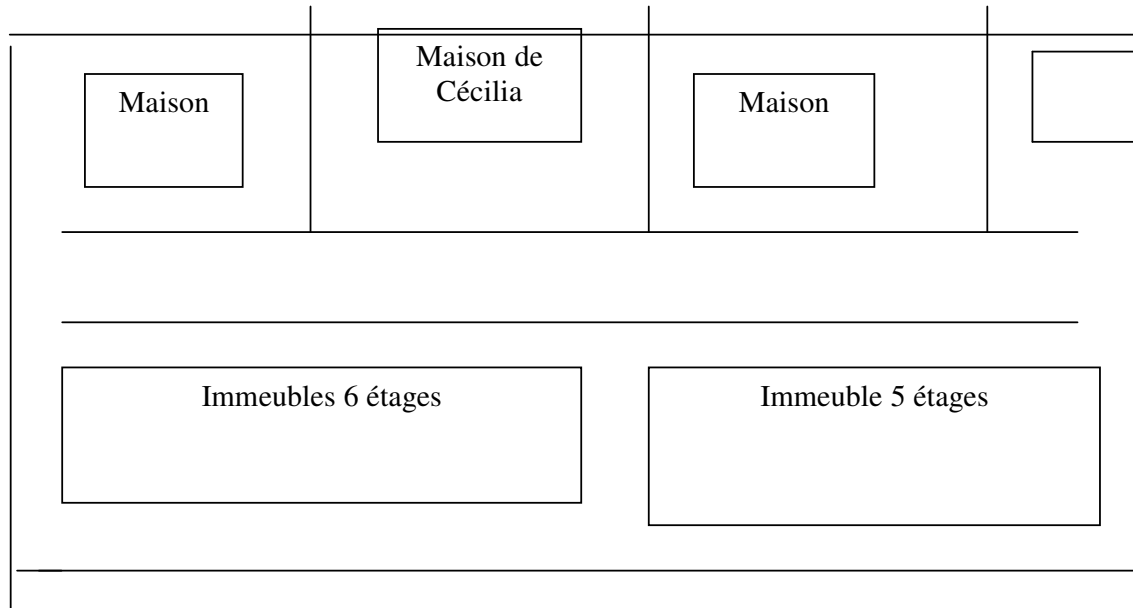 Maison
Maison de
Cécilia
Maison
Immeubles 6 étages
Immeuble 5 étages